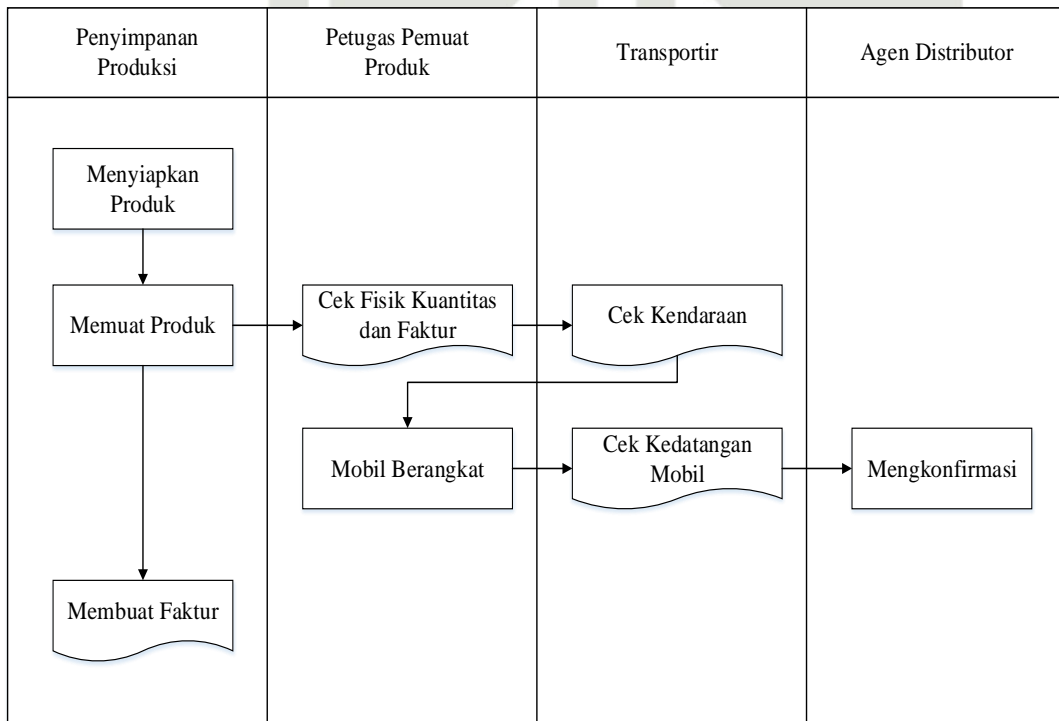 Penyimpanan
Produksi
Petugas Pemuat
Produk
Transportir
Agen Distributor
Menyiapkan
Produk
Memuat Produk
Cek Fisik Kuantitas
dan Faktur
Cek Kendaraan
Mobil Berangkat
Cek Kedatangan
Mobil
Mengkonfirmasi
Membuat Faktur